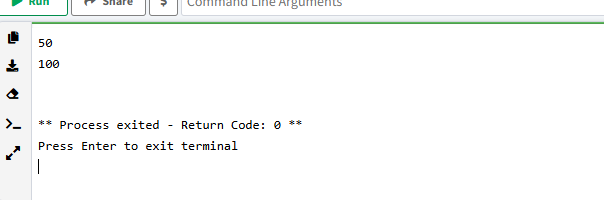 Run Share $ Command Line Arguments
50
100
** Process exited - Return Code: 0 **
Press Enter to exit terminal